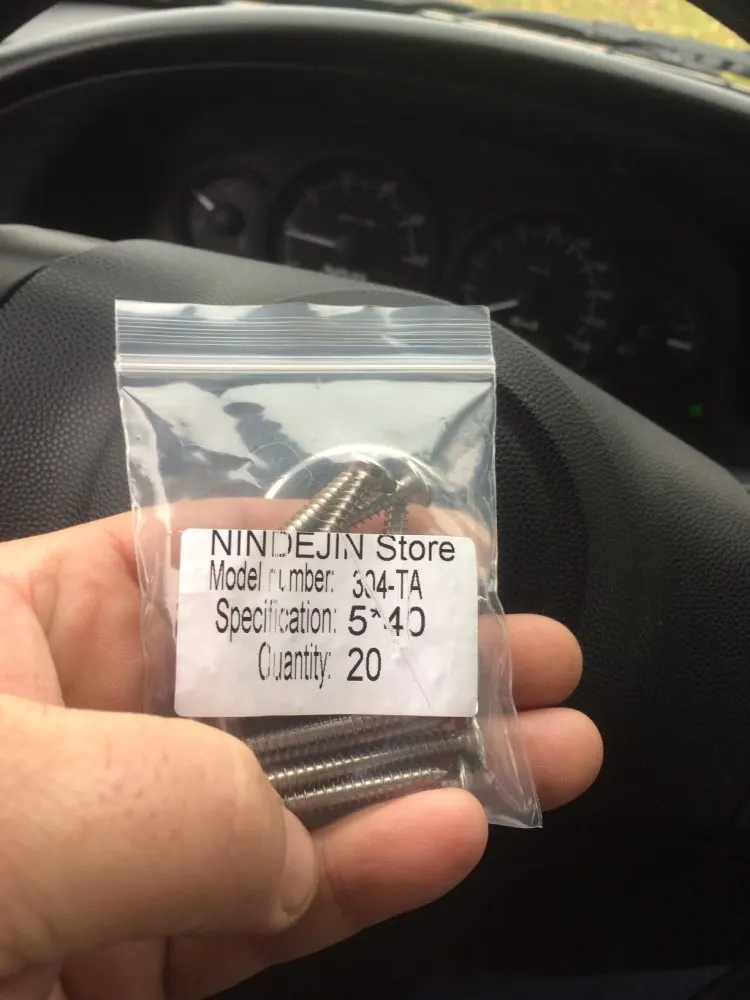 NINDEJIN Store
Model number: 304-TA
Specification: 5*40
Quantity: 20